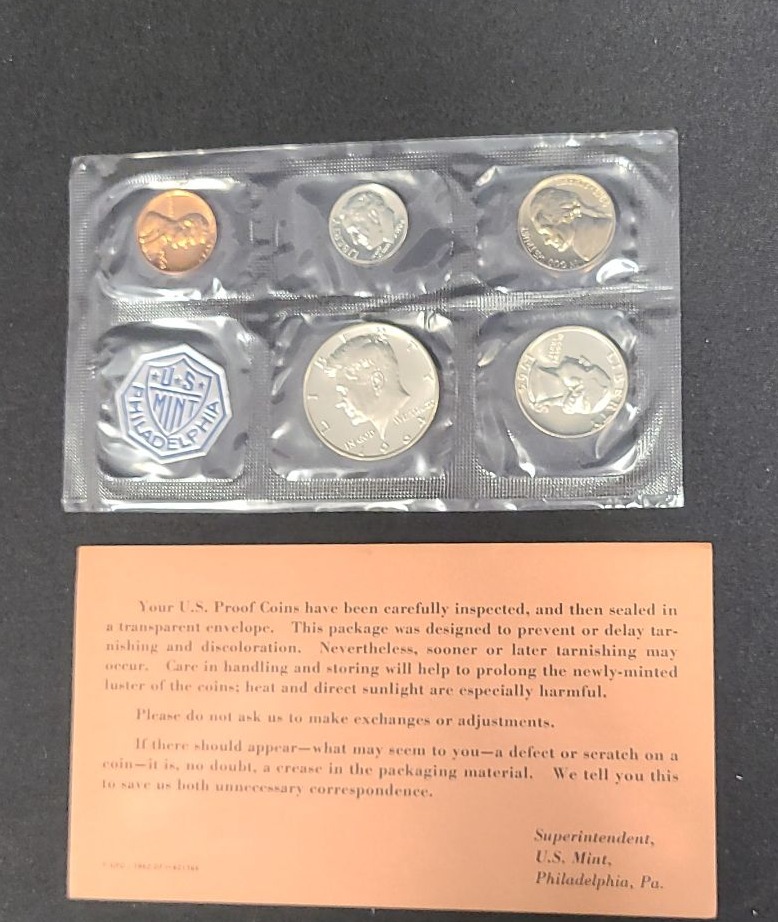 U·S
MINT
PHILADELPHIA
LIBERTY
IN GOD
LIBERTY
1964
Your U.S. Proof Coins have been carefully inspected, and then sealed in
a transparent envelope. This package was designed to prevent or delay tar-
nishing and discoloration. Nevertheless, sooner or later tarnishing may
occur. Care in handling and storing will help to prolong the newly-minted
luster of the coins; heat and direct sunlight are especially harmful.
Please do not ask us to make exchanges or adjustments.
If there should appear—what may seem to you—a defect or scratch on a
coin—it is, no doubt, a crease in the packaging material. We tell you this
to save us both unnecessary correspondence.
Superintendent,
U.S. Mint,
Philadelphia, Pa.